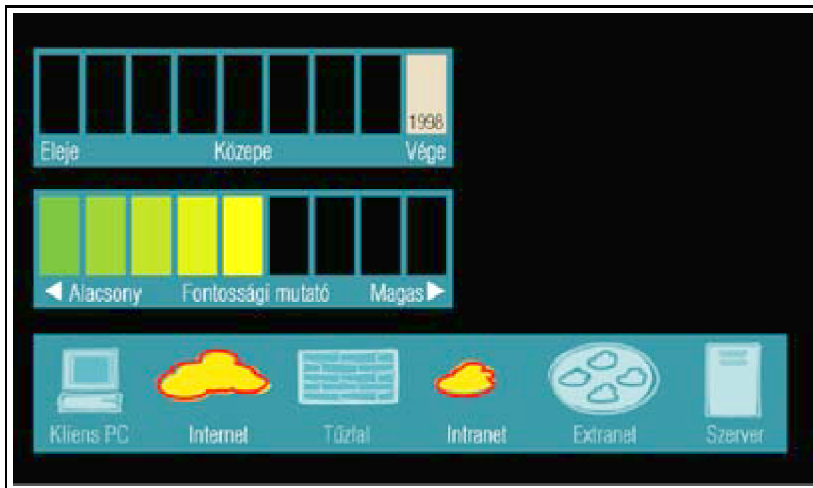 1998
Eleje Közepe Vége
Alacsony Fontossági mutató Magas
Kliens PC Internet Tűzfal Intranet Extranet Szerver